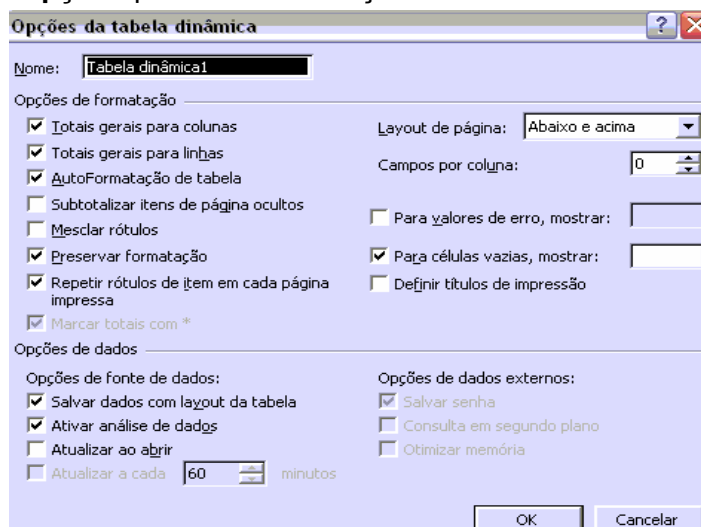 Opções da tabela dinâmica
Nome: Tabela dinâmica1
Opções de formatação
Totais gerais para colunas
Totais gerais para linhas
AutoFormatação de tabela
Subtotalizar itens de página ocultos
Mesclar rótulos
Preservar formatação
Repetir rótulos de item em cada página
impressa
Marcar totais com *
Layout de página: Abaixo e acima
Campos por coluna: 0
Para valores de erro, mostrar:
Para células vazias, mostrar:
Definir títulos de impressão
Opções de dados
Opções de fonte de dados:
Salvar dados com layout da tabela
Ativar análise de dados
Atualizar ao abrir
Atualizar a cada 60 minutos
Opções de dados externos:
Salvar senha
Consulta em segundo plano
Otimizar memória
OK Cancelar